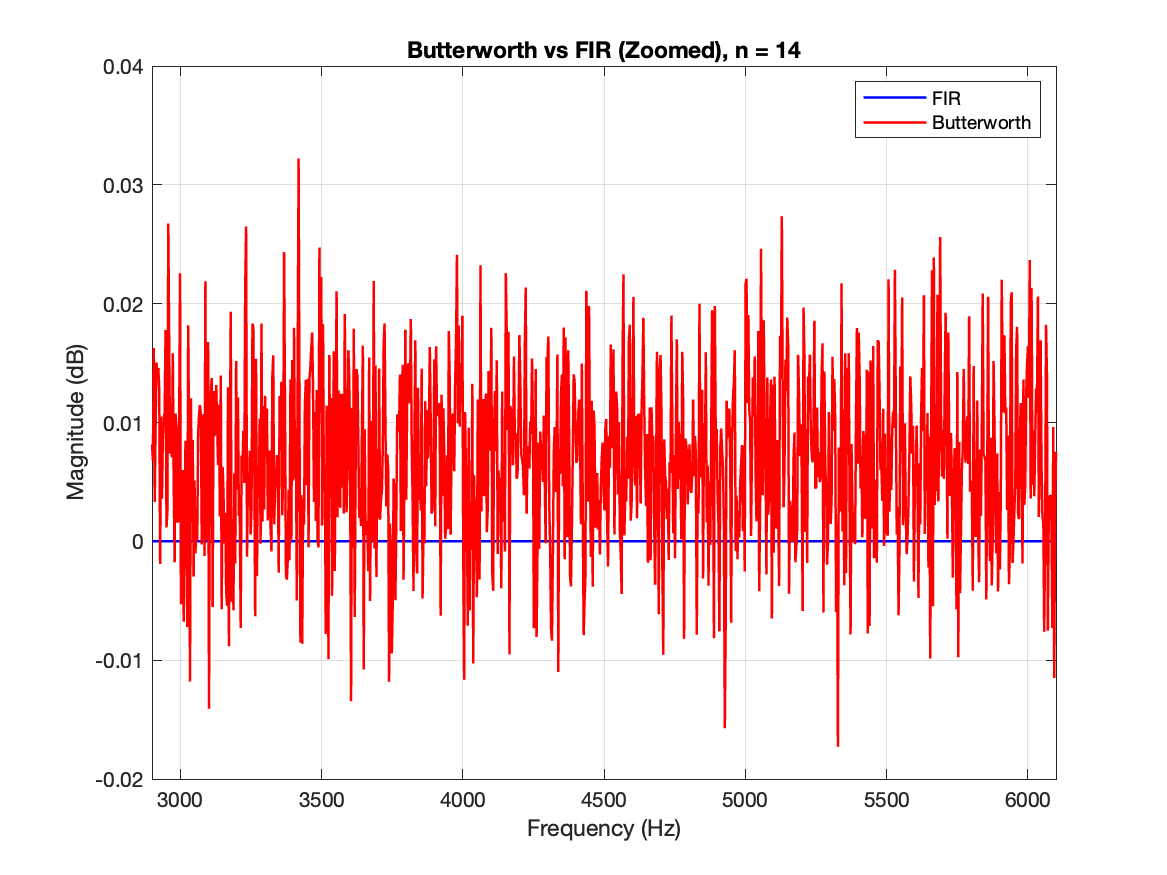 Butterworth vs FIR (Zoomed), n = 14
0.04
FIR
Butterworth
0.03
0.02
0.01
0
-0.01
-0.02
Magnitude (dB)
3000 3500 4000 4500 5000 5500 6000
Frequency (Hz)